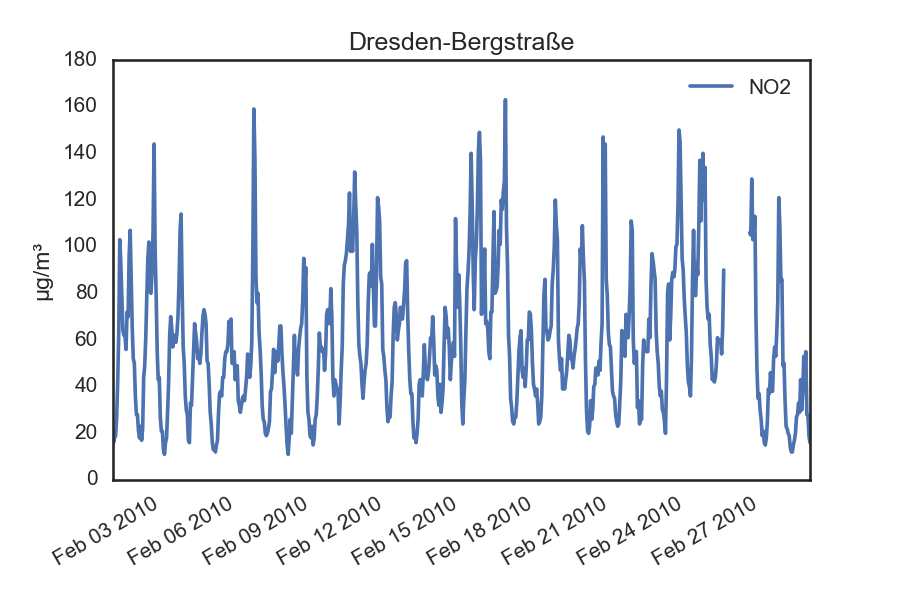 Dresden-Bergstraße
NO2
µg/m³
180
160
140
120
100
80
60
40
20
0
Feb 03 2010
Feb 06 2010
Feb 09 2010
Feb 12 2010
Feb 15 2010
Feb 18 2010
Feb 21 2010
Feb 24 2010
Feb 27 2010